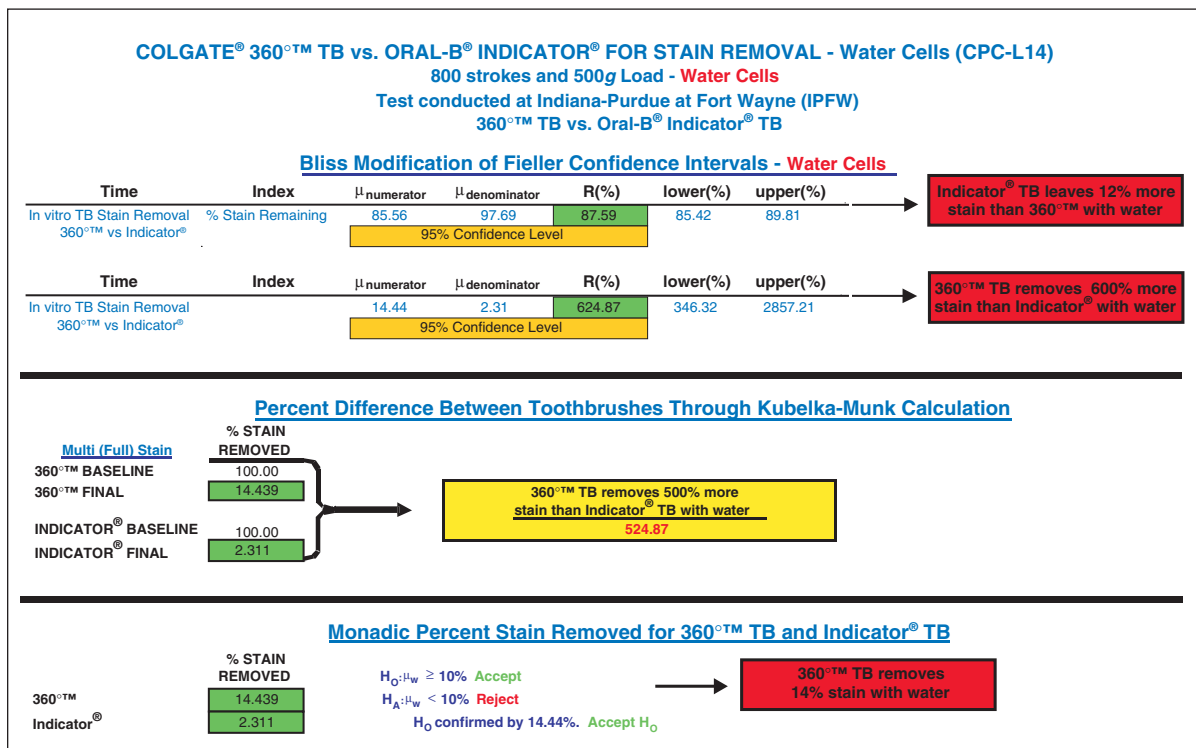 COLGATE® 360°™ TB vs. ORAL-B® INDICATOR® FOR STAIN REMOVAL - Water Cells (CPC-L14)
800 strokes and 500g Load - Water Cells
Test conducted at Indiana-Purdue at Fort Wayne (IPFW)
360°™ TB vs. Oral-B® Indicator® TB
Bliss Modification of Fieller Confidence Intervals - Water Cells
Time Index μ numerator μ denominator R(%) lower(%) upper(%)
In vitro TB Stain Removal % Stain Remaining 85.56 97.69 87.59 85.42 89.81
360°™ vs Indicator®
95% Confidence Level
Indicator® TB leaves 12% more
stain than 360°™ with water
Time Index μ numerator μ denominator R(%) lower(%) upper(%)
In vitro TB Stain Removal 14.44 2.31 624.87 346.32 2857.21
360°™ vs Indicator®
95% Confidence Level
360°™ TB removes 600% more
stain than Indicator® with water
Percent Difference Between Toothbrushes Through Kubelka-Munk Calculation
% STAIN
Multi (Full) Stain REMOVED
360°™ BASELINE 100.00
360°™ FINAL 14.439
INDICATOR® BASELINE 100.00
INDICATOR® FINAL 2.311
360°™ TB removes 500% more
stain than Indicator® TB with water
524.87
Monadic Percent Stain Removed for 360°™ TB and Indicator® TB
% STAIN
REMOVED
360°™ 14.439
Indicator® 2.311
H₀:μw ≥ 10% Accept
HA:μw < 10% Reject
H₀ confirmed by 14.44%. Accept H₀
360°™ TB removes
14% stain with water